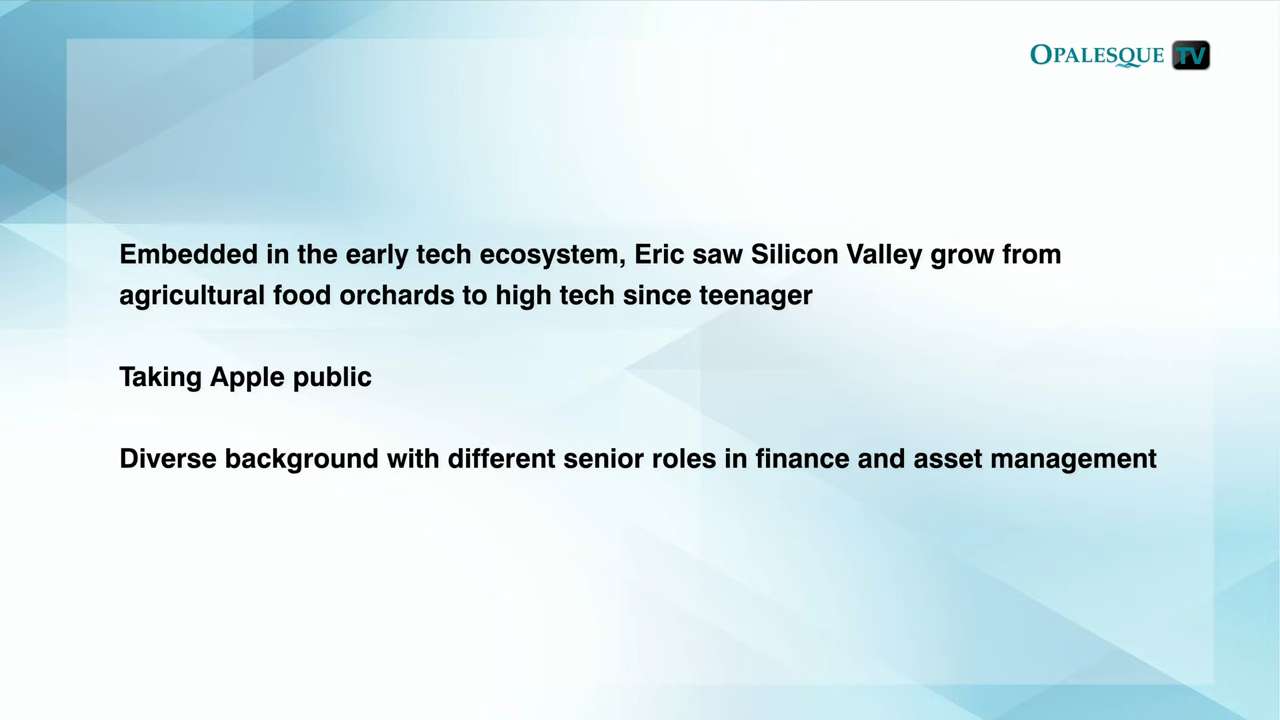 OPALESQUE TV
Embedded in the early tech ecosystem, Eric saw Silicon Valley grow from
agricultural food orchards to high tech since teenager
Taking Apple public
Diverse background with different senior roles in finance and asset management